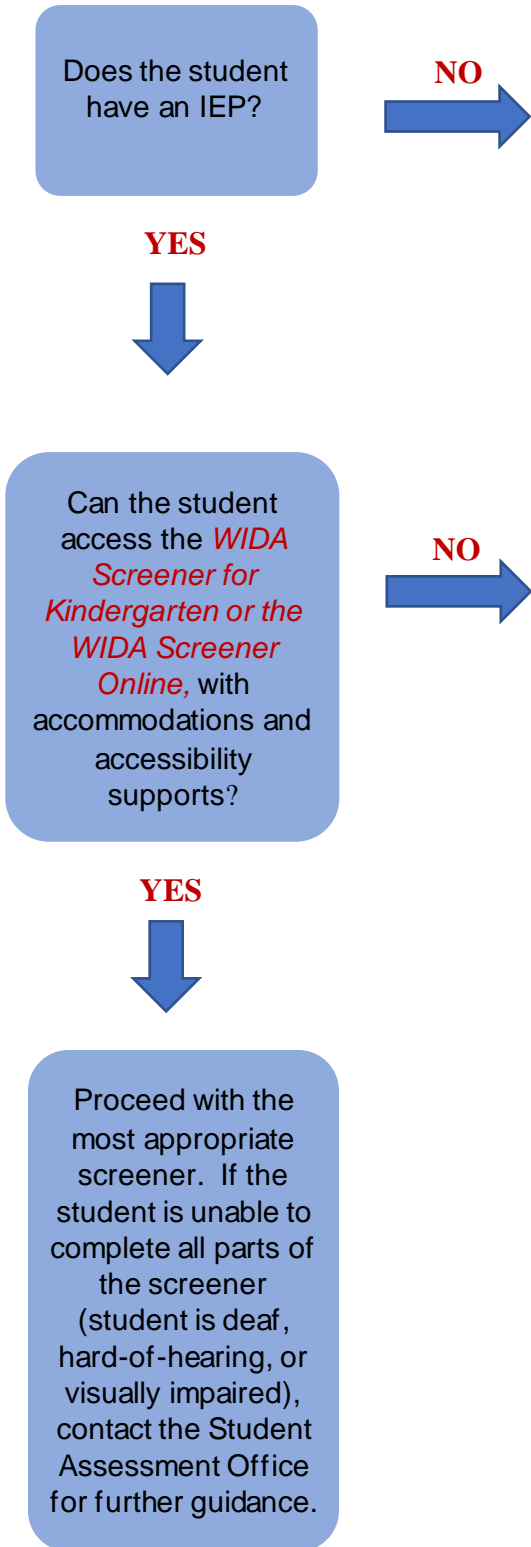 Does the student
have an IEP?
NO
YES
Can the student
access the WIDA
Screener for
Kindergarten or the
WIDA Screener
Online, with
accommodations and
accessibility
supports?
NO
YES
Proceed with the
most appropriate
screener.  If the
student is unable to
complete all parts of
the screener
(student is deaf,
hard-of-hearing, or
visually impaired),
contact the Student
Assessment Office
for further guidance.